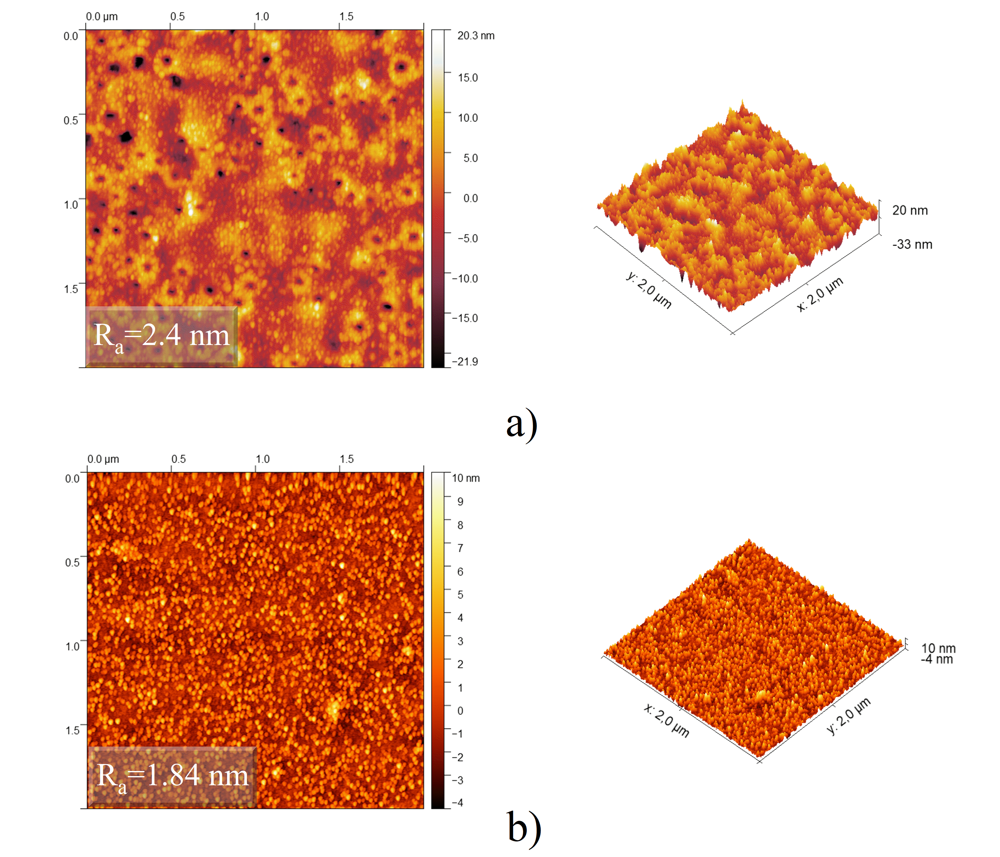 0.0 µm 0.5 1.0 1.5
0.0
0.5
1.0
1.5
20.3 nm
15.0
10.0
5.0
0.0
−5.0
−10.0
−15.0
−21.9
Ra=2.4 nm
20 nm
-33 nm
y: 2,0 µm
x: 2,0 µm
a)
0.0 µm 0.5 1.0 1.5
0.0
0.5
1.0
1.5
10 nm
9
8
7
6
5
4
3
2
1
0
−1
−2
−3
−4
Ra=1.84 nm
10 nm
-4 nm
x: 2,0 µm
y: 2,0 µm
b)